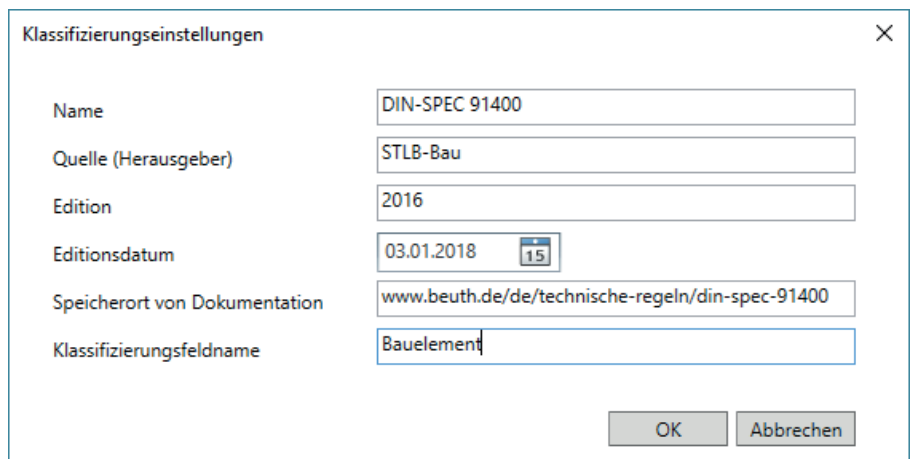 Klassifizierungseinstellungen
Name
DIN-SPEC 91400
Quelle (Herausgeber)
STLB-Bau
Edition
2016
Editionsdatum
03.01.2018
15
Speicherort von Dokumentation
www.beuth.de/de/technische-regeln/din-spec-91400
Klassifizierungsfeldname
Bauelement
OK
Abbrechen